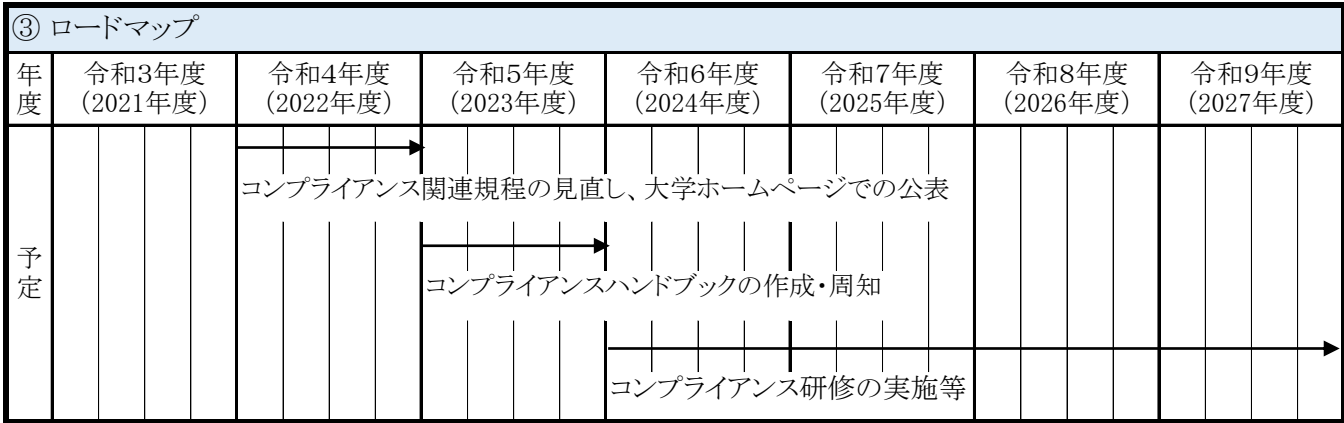 ③ ロードマップ
年度 令和3年度 令和4年度 令和5年度 令和6年度 令和7年度 令和8年度 令和9年度
(2021年度) (2022年度) (2023年度) (2024年度) (2025年度) (2026年度) (2027年度)
コンプライアンス関連規程の見直し、大学ホームページでの公表
予定
コンプライアンスハンドブックの作成・周知
コンプライアンス研修の実施等